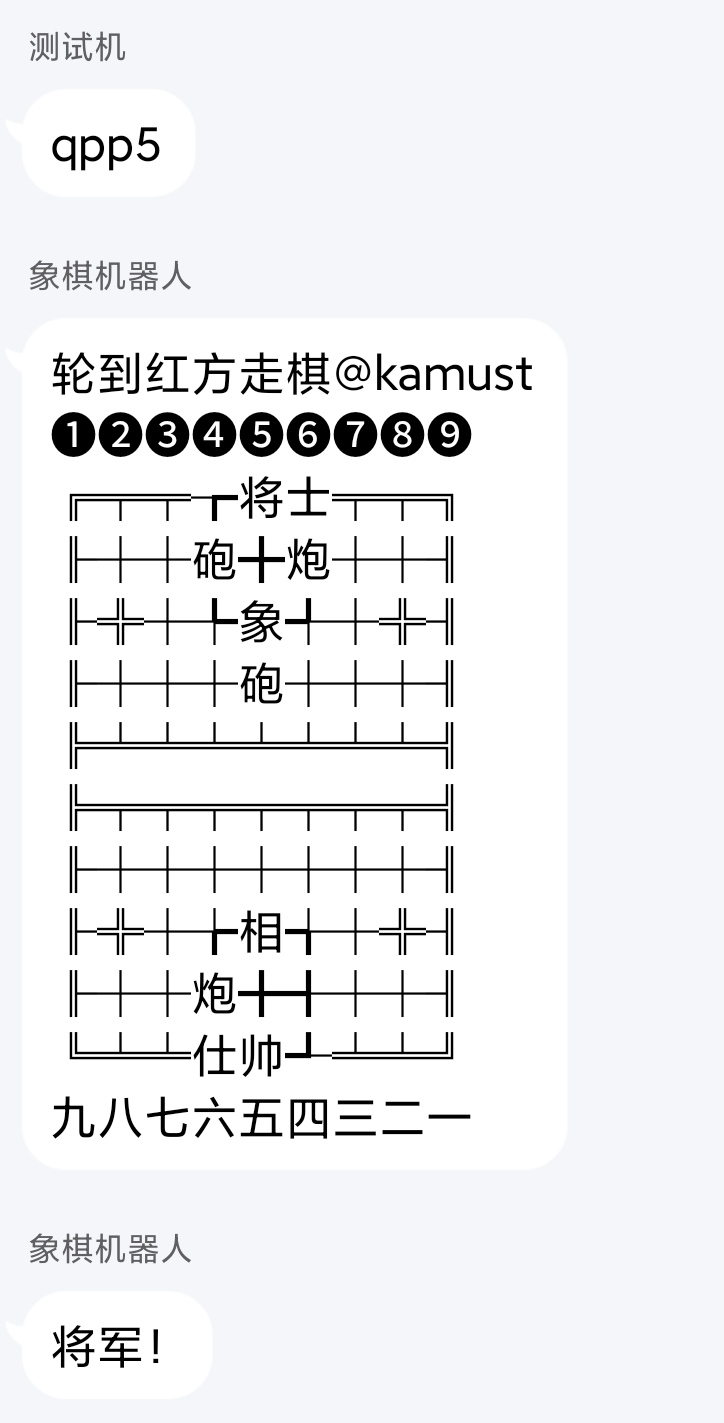 测试机
qpp5
象棋机器人
轮到红方走棋@kamust
❶❷❸❹❺❻❼❽❾
╔╤╤┏将士╤╤╗
╟┼┼砲╋炮┼┼╢
╟╬┼┗象┛┼╬╢
╟┼┼┼砲┼┼┼╢
╚╧╧╧╧╧╧╧╝
╔╤╤╤╤╤╤╤╗
╟┼┼┼┼┼┼┼╢
╟╬┼┏相┓┼╬╢
╟┼┼炮╋┫┼┼╢
╚╧╧仕帅┛╧╧╝
九八七六五四三二一
象棋机器人
将军！